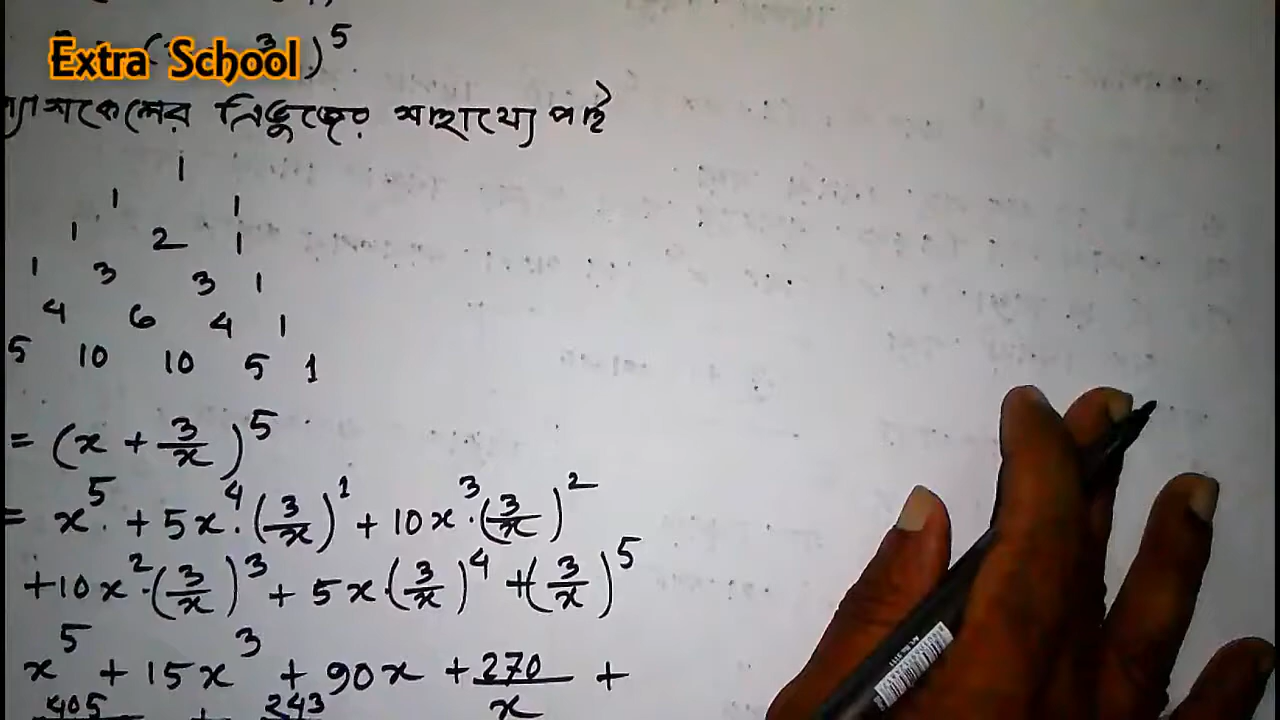 Extra School
( 3 )^5
প্যাসকেলের ত্রিভুজের সাহায্যে পাই
1
1 1
1 2 1
1 3 3 1
4 6 4 1
5 10 10 5 1
= (x + 3/x)^5
= x^5 + 5x^4·(3/x)^1 + 10x^3·(3/x)^2
+10x^2·(3/x)^3 + 5x·(3/x)^4 +(3/x)^5
x^5 + 15x^3 + 90x + 270/x +
405 + 243